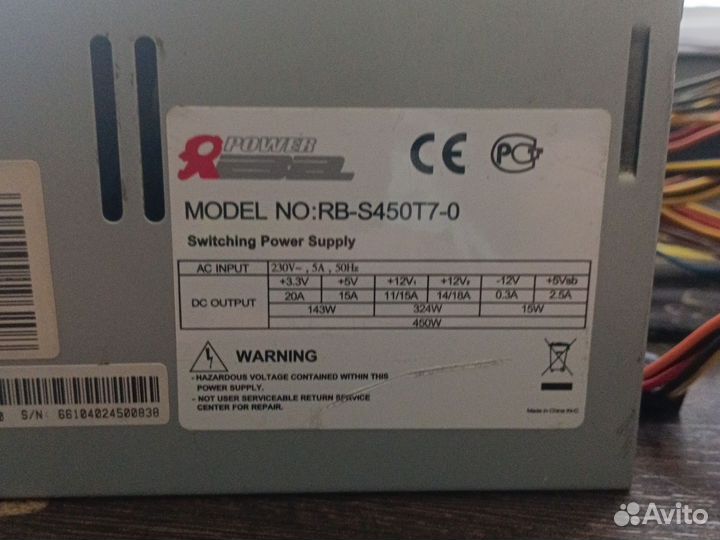 POWER
CE
PCT
MODEL NO:RB-S450T7-0
Switching Power Supply
AC INPUT 230V~ , 5A , 50Hz
DC OUTPUT +3.3V +5V +12V1 +12V2 -12V +5Vsb
20A 15A 11/15A 14/18A 0.3A 2.5A
143W 324W 15W
450W
WARNING
- HAZARDOUS VOLTAGE CONTAINED WITHIN THIS
POWER SUPPLY.
- NOT USER SERVICEABLE RETURN SERVICE
CENTER FOR REPAIR.
Made in China
0 S/N: 66104024500838
Avito